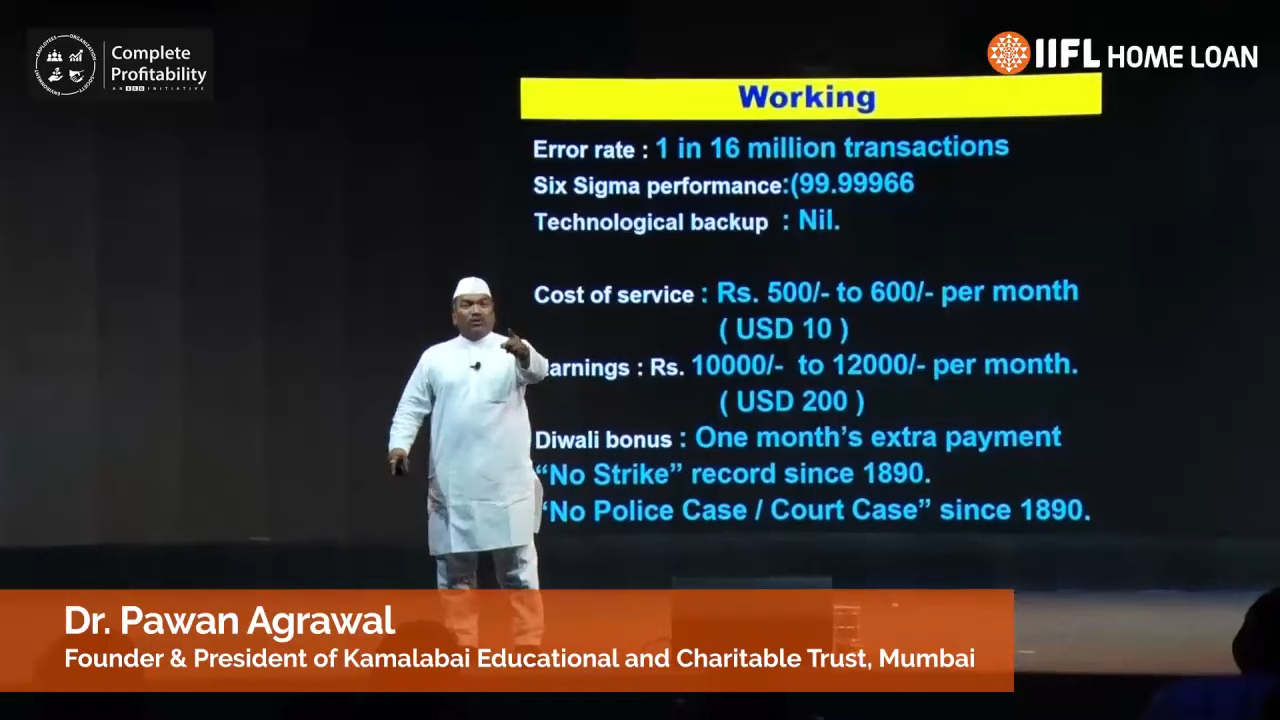 Complete
Profitability
IIFL HOME LOAN
Working
Error rate : 1 in 16 million transactions
Six Sigma performance:(99.99966
Technological backup : Nil.
Cost of service : Rs. 500/- to 600/- per month
( USD 10 )
arnings : Rs. 10000/- to 12000/- per month.
( USD 200 )
Diwali bonus : One month's extra payment
“No Strike” record since 1890.
‘No Police Case / Court Case” since 1890.
Dr. Pawan Agrawal
Founder & President of Kamalabai Educational and Charitable Trust, Mumbai